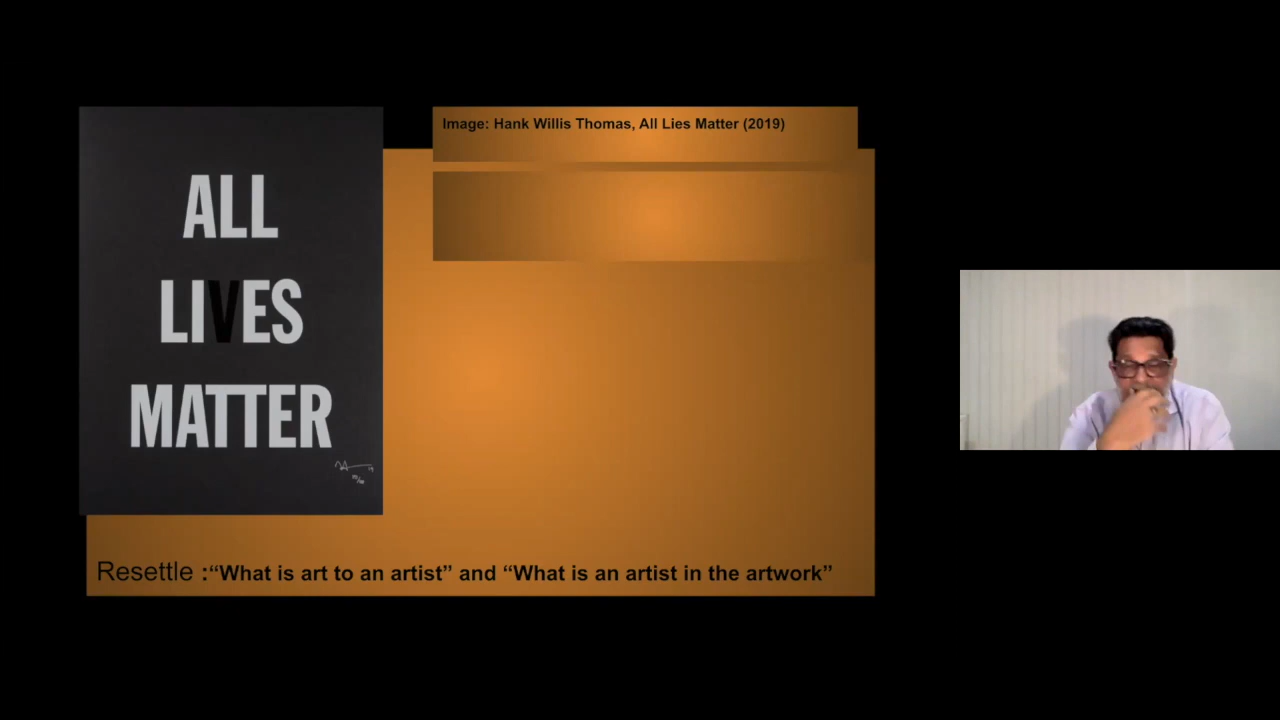 Image: Hank Willis Thomas, All Lies Matter (2019)
ALL
LIVES
MATTER
Resettle :“What is art to an artist” and “What is an artist in the artwork”